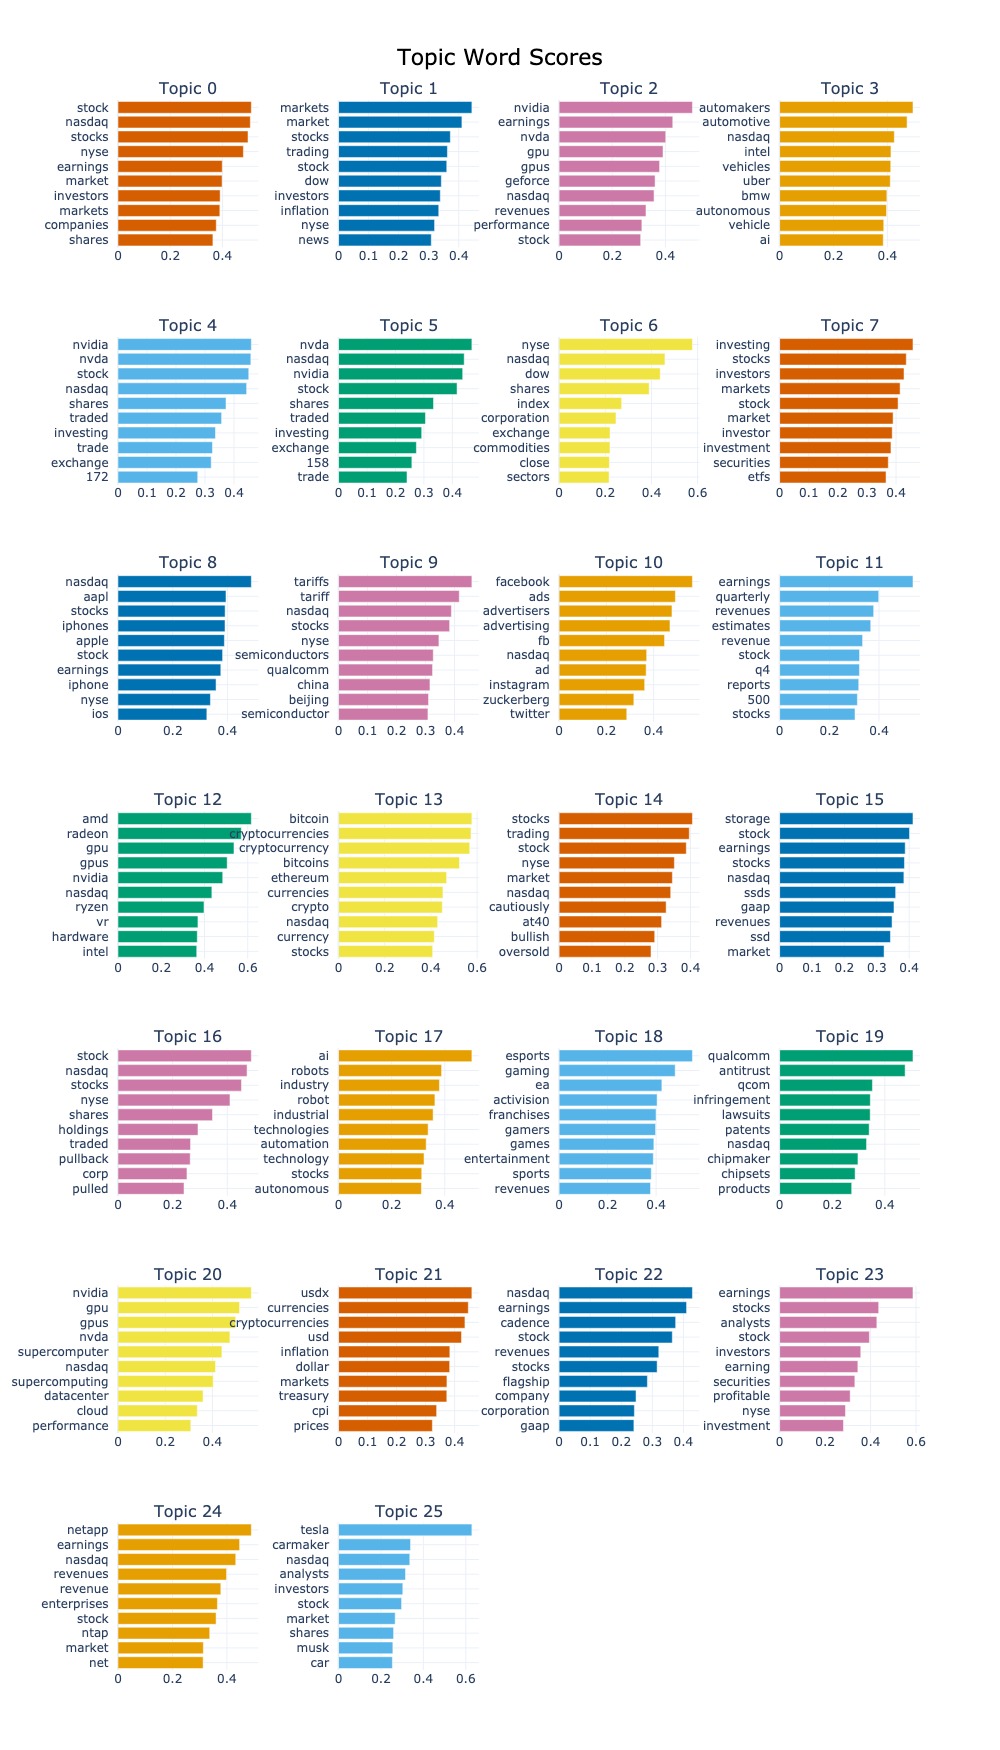 Topic Word Scores
Topic 0
stock
nasdaq
stocks
nyse
earnings
market
investors
markets
companies
shares
0 0.2 0.4
Topic 1
markets
market
stocks
trading
stock
dow
investors
inflation
nyse
news
0 0.1 0.2 0.3 0.4
Topic 2
nvidia
earnings
nvda
gpu
gpus
geforce
nasdaq
revenues
performance
stock
0 0.2 0.4
Topic 3
automakers
automotive
nasdaq
intel
vehicles
uber
bmw
autonomous
vehicle
ai
0 0.2 0.4
Topic 4
nvidia
nvda
stock
nasdaq
shares
traded
investing
trade
exchange
172
0 0.1 0.2 0.3 0.4
Topic 5
nvda
nasdaq
nvidia
stock
shares
traded
investing
exchange
158
trade
0 0.1 0.2 0.3 0.4
Topic 6
nyse
nasdaq
dow
shares
index
corporation
exchange
commodities
close
sectors
0 0.2 0.4 0.6
Topic 7
investing
stocks
investors
markets
stock
market
investor
investment
securities
etfs
0 0.1 0.2 0.3 0.4
Topic 8
nasdaq
aapl
stocks
iphones
apple
stock
earnings
iphone
nyse
ios
0 0.2 0.4
Topic 9
tariffs
tariff
nasdaq
stocks
nyse
semiconductors
qualcomm
china
beijing
semiconductor
0 0.1 0.2 0.3 0.4
Topic 10
facebook
ads
advertisers
advertising
fb
nasdaq
ad
instagram
zuckerberg
twitter
0 0.2 0.4
Topic 11
earnings
quarterly
revenues
estimates
revenue
stock
q4
reports
500
stocks
0 0.2 0.4
Topic 12
amd
radeon
gpu
gpus
nvidia
nasdaq
ryzen
vr
hardware
intel
0 0.2 0.4 0.6
Topic 13
bitcoin
cryptocurrencies
cryptocurrency
bitcoins
ethereum
currencies
crypto
nasdaq
currency
stocks
0 0.2 0.4 0.6
Topic 14
stocks
trading
stock
nyse
market
nasdaq
cautiously
at40
bullish
oversold
0 0.1 0.2 0.3 0.4
Topic 15
storage
stock
earnings
stocks
nasdaq
ssds
gaap
revenues
ssd
market
0 0.1 0.2 0.3 0.4
Topic 16
stock
nasdaq
stocks
nyse
shares
holdings
traded
pullback
corp
pulled
0 0.2 0.4
Topic 17
ai
robots
industry
robot
industrial
technologies
automation
technology
stocks
autonomous
0 0.2 0.4
Topic 18
esports
gaming
ea
activision
franchises
gamers
games
entertainment
sports
revenues
0 0.2 0.4
Topic 19
qualcomm
antitrust
qcom
infringement
lawsuits
patents
nasdaq
chipmaker
chipsets
products
0 0.2 0.4
Topic 20
nvidia
gpu
gpus
nvda
supercomputer
nasdaq
supercomputing
datacenter
cloud
performance
0 0.2 0.4
Topic 21
usdx
currencies
cryptocurrencies
usd
inflation
dollar
markets
treasury
cpi
prices
0 0.1 0.2 0.3 0.4
Topic 22
nasdaq
earnings
cadence
stock
revenues
stocks
flagship
company
corporation
gaap
0 0.1 0.2 0.3 0.4
Topic 23
earnings
stocks
analysts
stock
investors
earning
securities
profitable
nyse
investment
0 0.2 0.4 0.6
Topic 24
netapp
earnings
nasdaq
revenues
revenue
enterprises
stock
ntap
market
net
0 0.2 0.4
Topic 25
tesla
carmaker
nasdaq
analysts
investors
stock
market
shares
musk
car
0 0.2 0.4 0.6